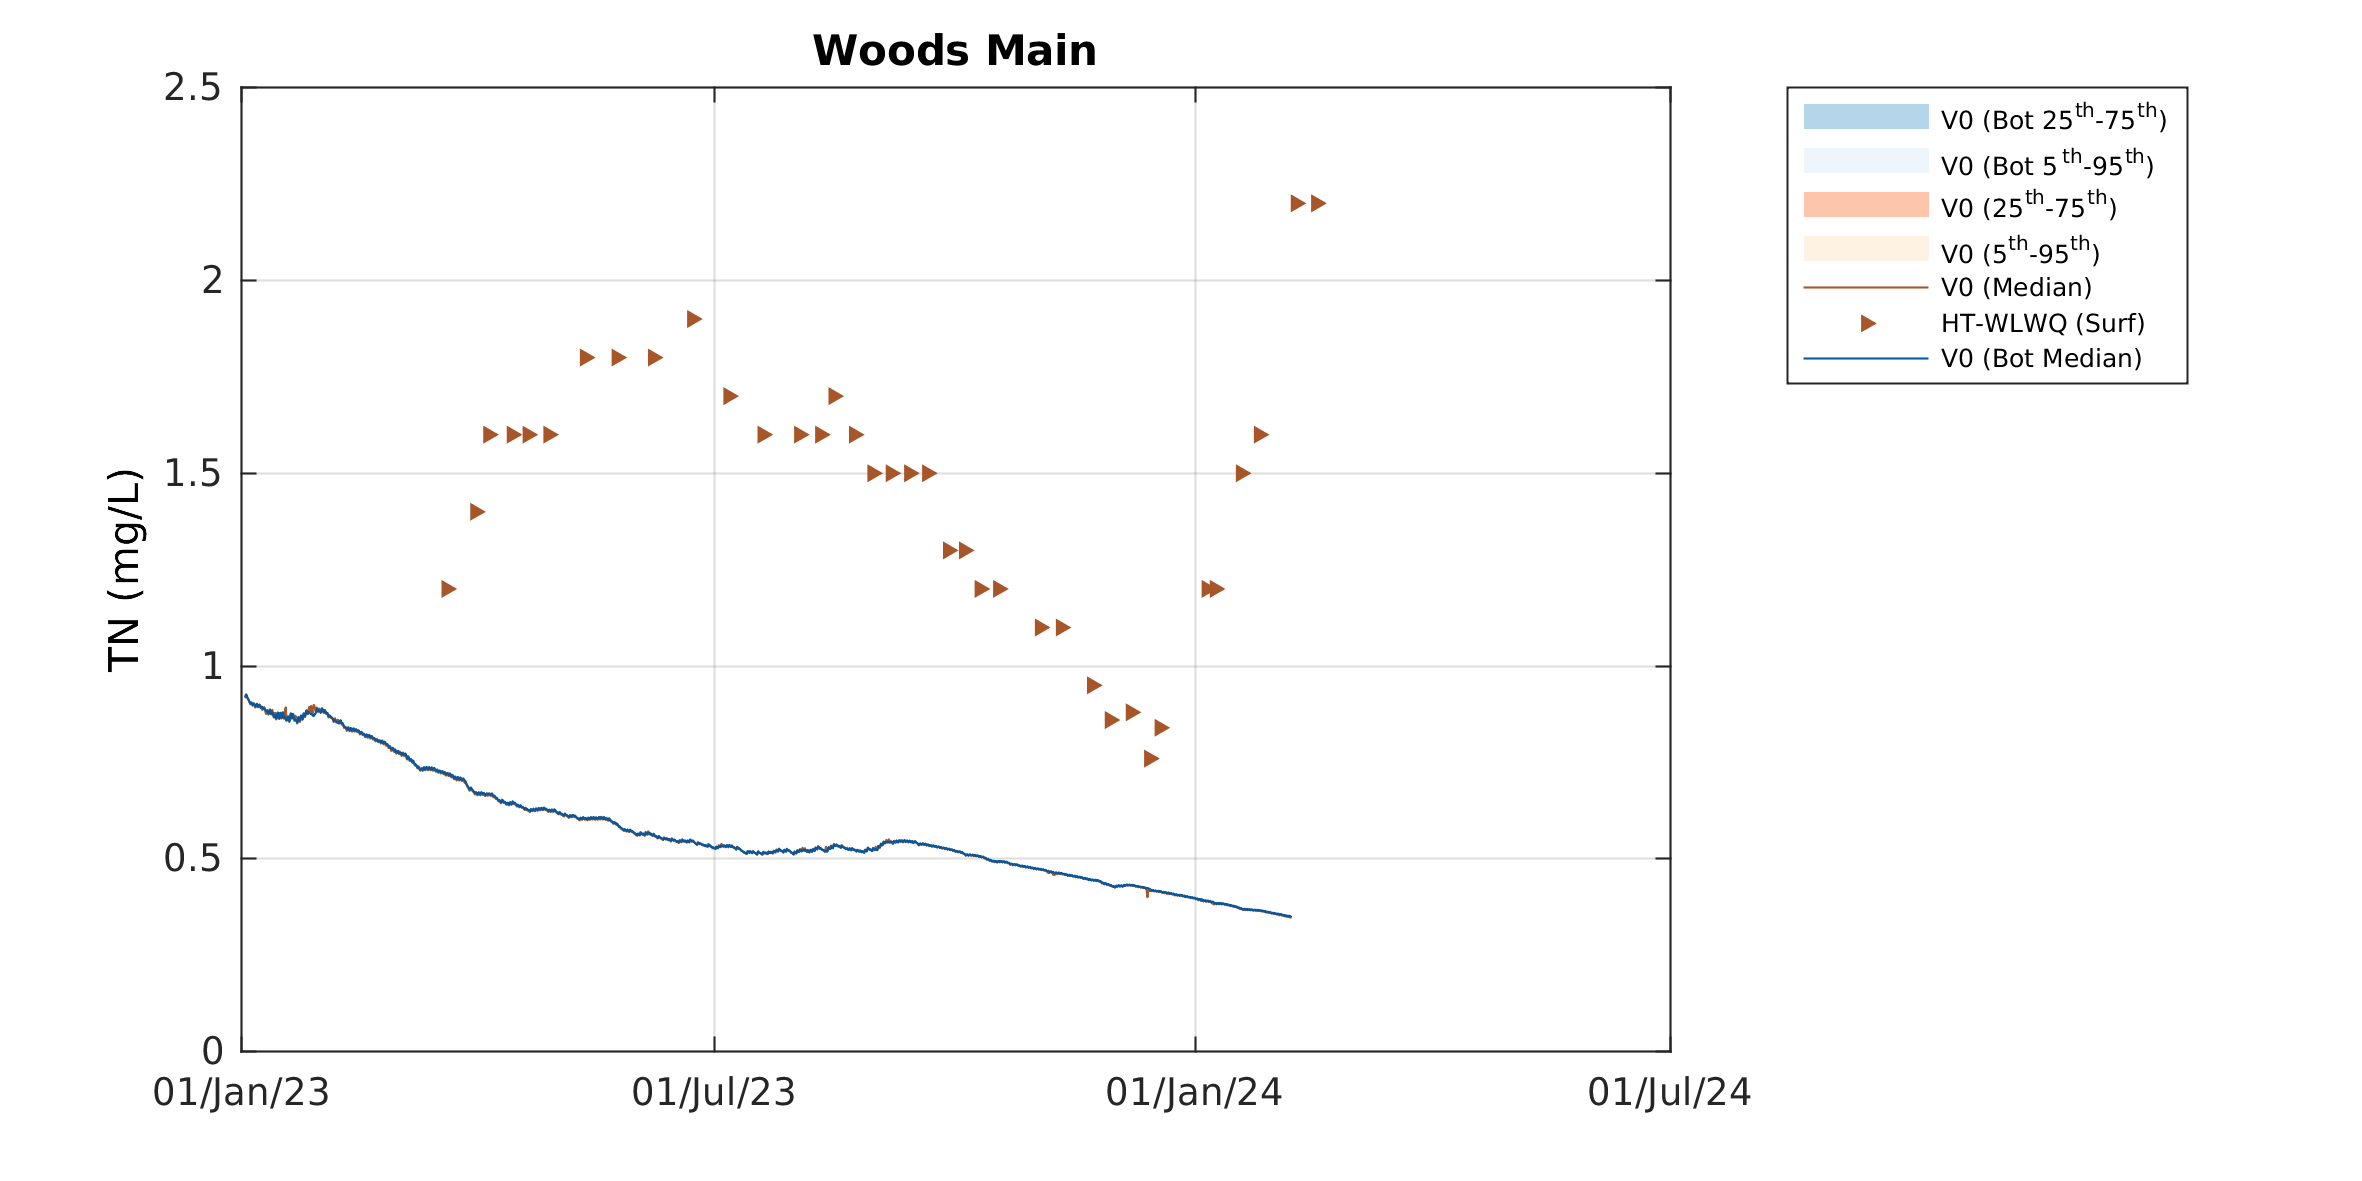 Woods Main
TN (mg/L)
2.5
2
1.5
1
0.5
0
01/Jan/23
01/Jul/23
01/Jan/24
01/Jul/24
V0 (Bot 25th-75th)
V0 (Bot 5th-95th)
V0 (25th-75th)
V0 (5th-95th)
V0 (Median)
HT-WLWQ (Surf)
V0 (Bot Median)